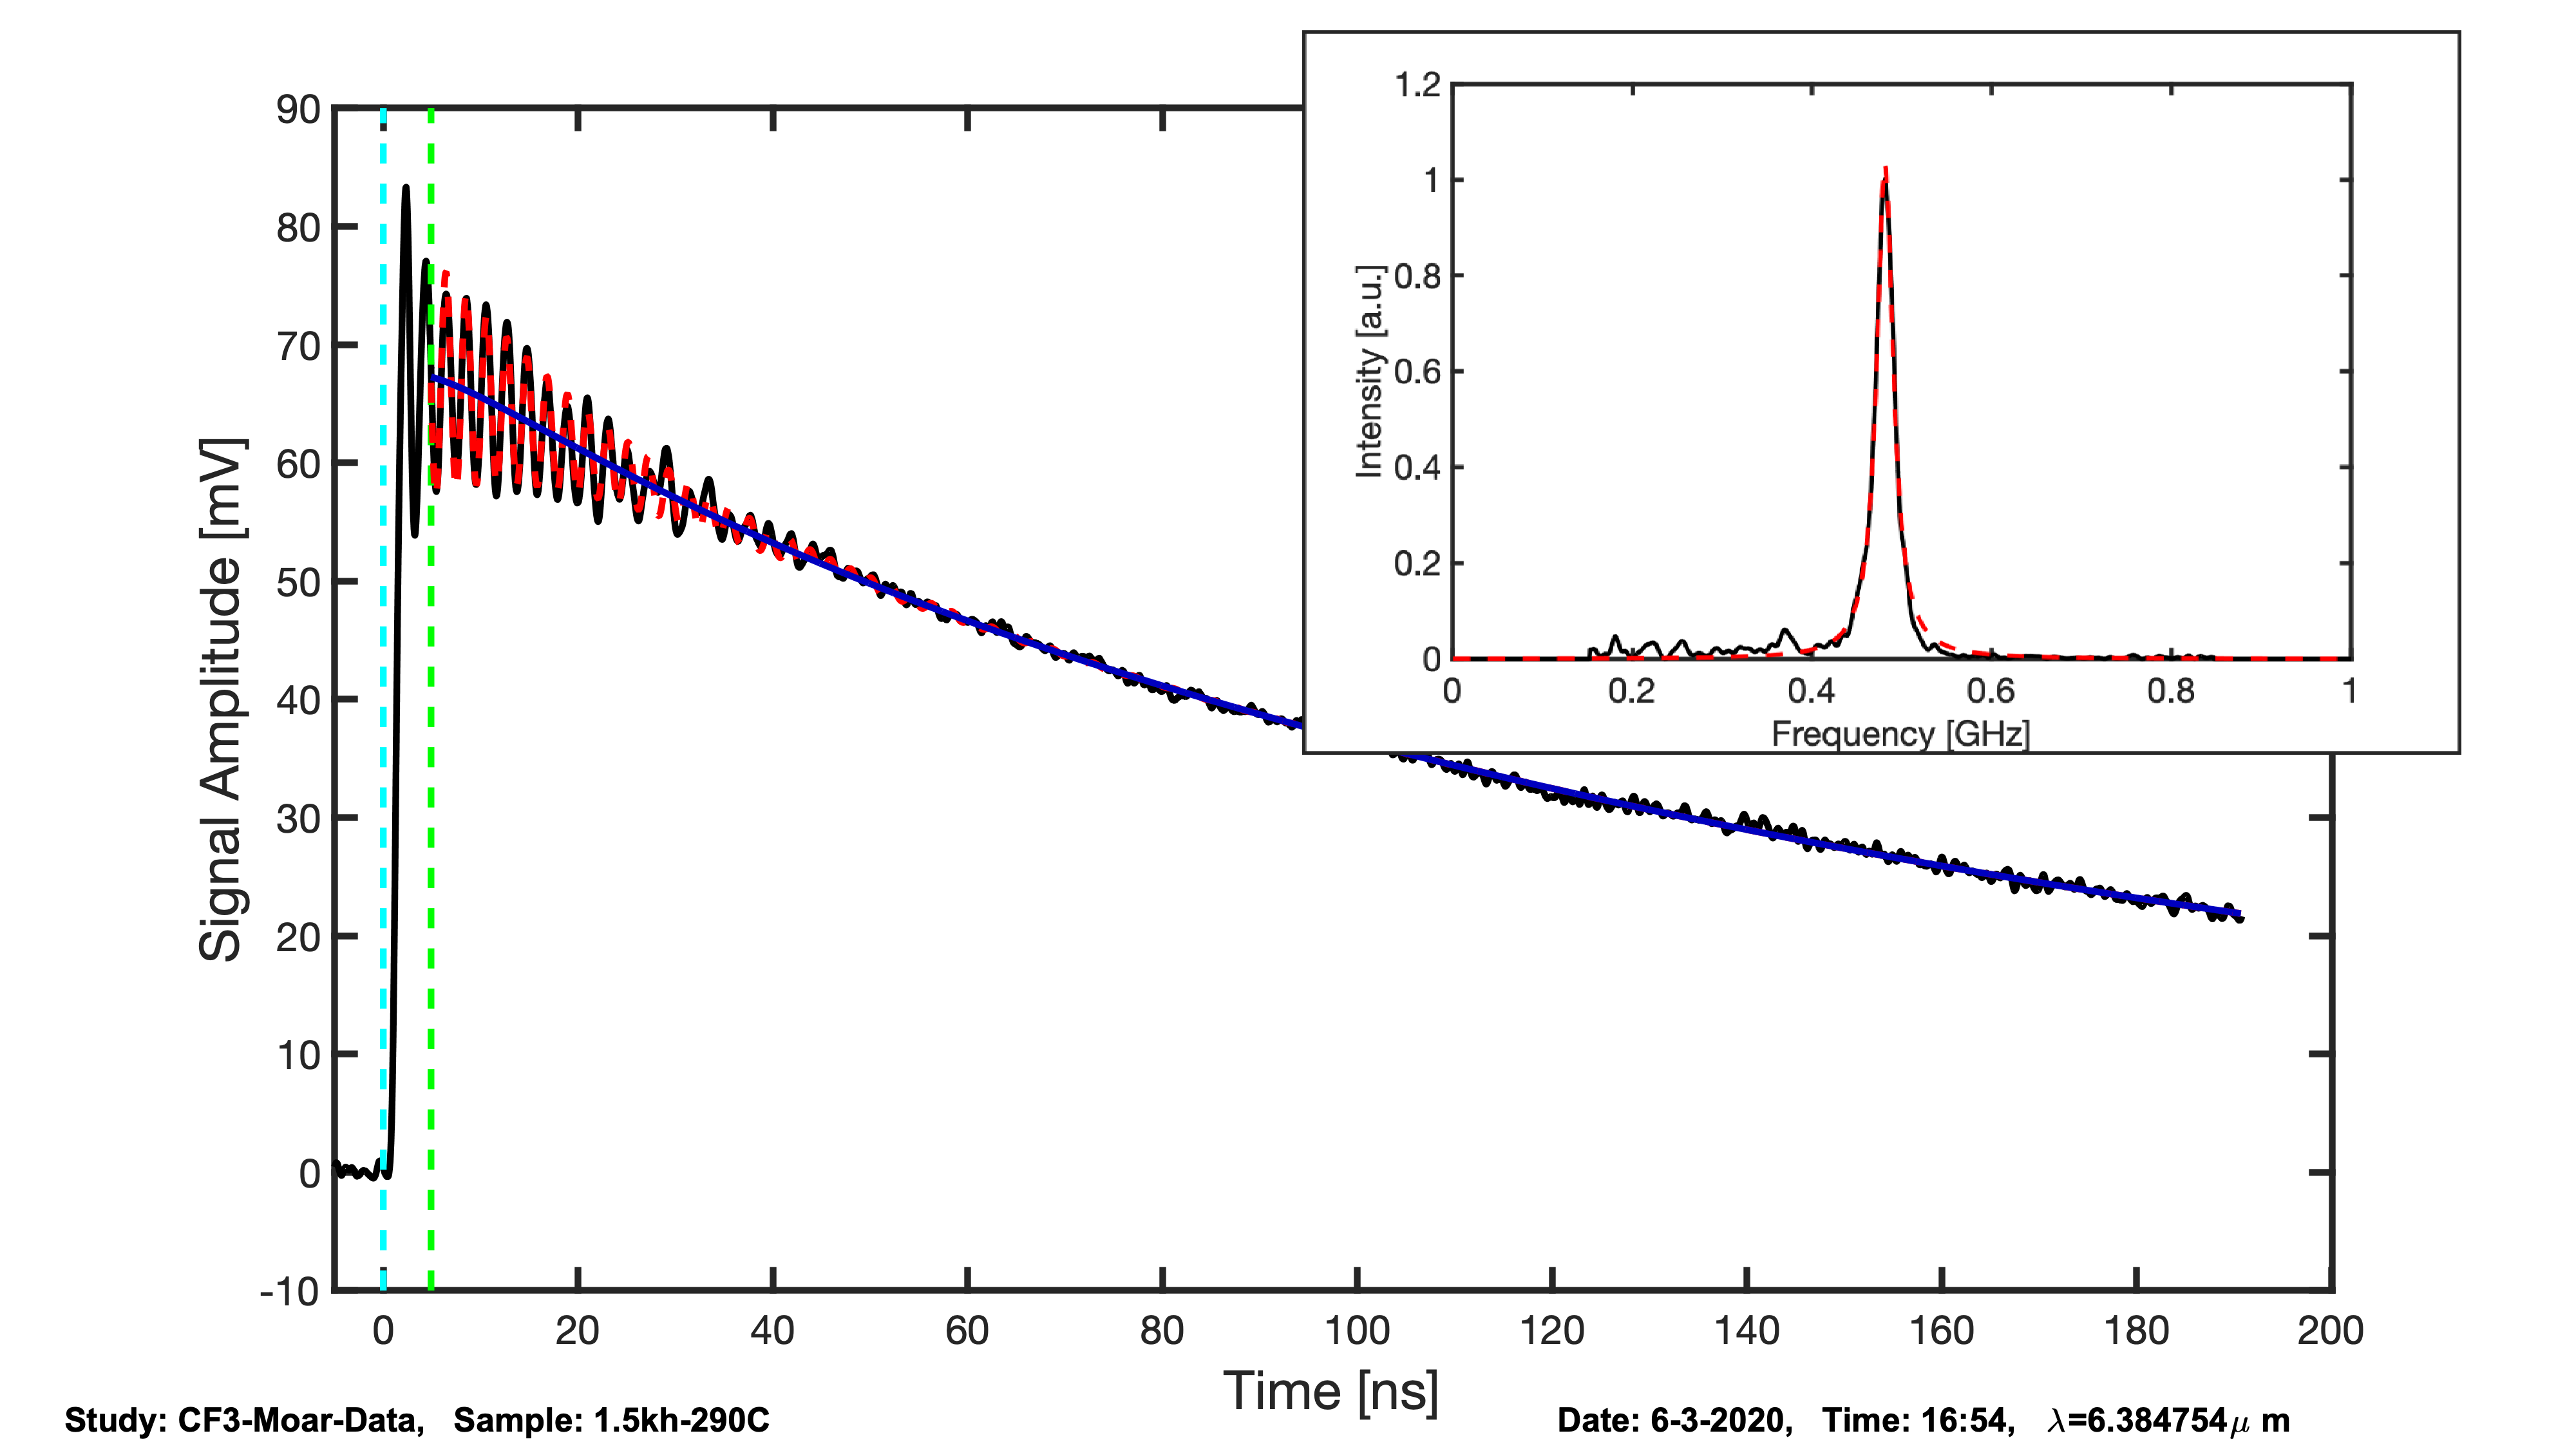 1.2
1
0.8
0.6
0.4
0.2
0
Intensity [a.u.]
0 0.2 0.4 0.6 0.8 1
Frequency [GHz]
90
80
70
60
50
40
30
20
10
0
-10
Signal Amplitude [mV]
0 20 40 60 80 100 120 140 160 180 200
Time [ns]
Study: CF3-Moar-Data, Sample: 1.5kh-290C
Date: 6-3-2020, Time: 16:54, λ=6.384754μ m